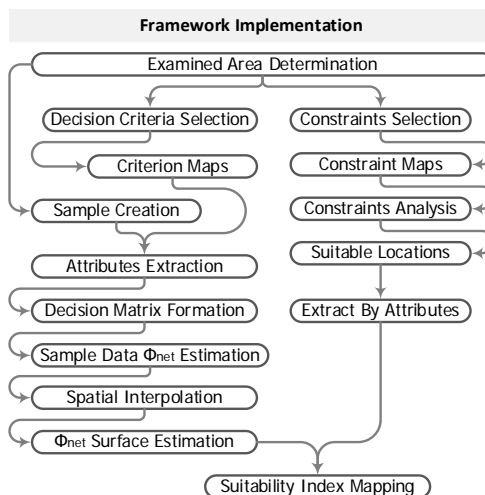 Framework Implementation
Examined Area Determination
Decision Criteria Selection
Constraints Selection
Criterion Maps
Constraint Maps
Sample Creation
Constraints Analysis
Attributes Extraction
Suitable Locations
Decision Matrix Formation
Extract By Attributes
Sample Data Φnet Estimation
Spatial Interpolation
Φnet Surface Estimation
Suitability Index Mapping